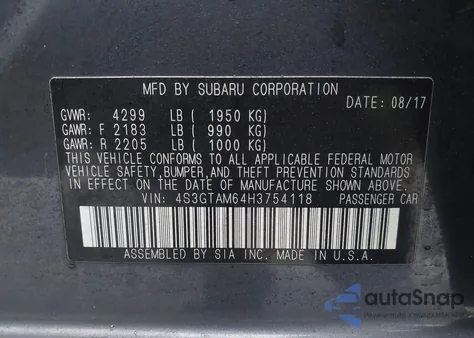 MFD BY SUBARU CORPORATION
DATE: 08/17
GVWR: 4299 LB ( 1950 KG)
GAWR: F 2183 LB ( 990 KG)
GAWR: R 2205 LB ( 1000 KG)
THIS VEHICLE CONFORMS TO ALL APPLICABLE FEDERAL MOTOR
VEHICLE SAFETY, BUMPER, AND THEFT PREVENTION STANDARDS
IN EFFECT ON THE DATE OF MANUFACTURE SHOWN ABOVE.
VIN: 4S3GTAM64H3754118 PASSENGER CAR
ASSEMBLED BY SIA INC. MADE IN U.S.A.
autoSnap